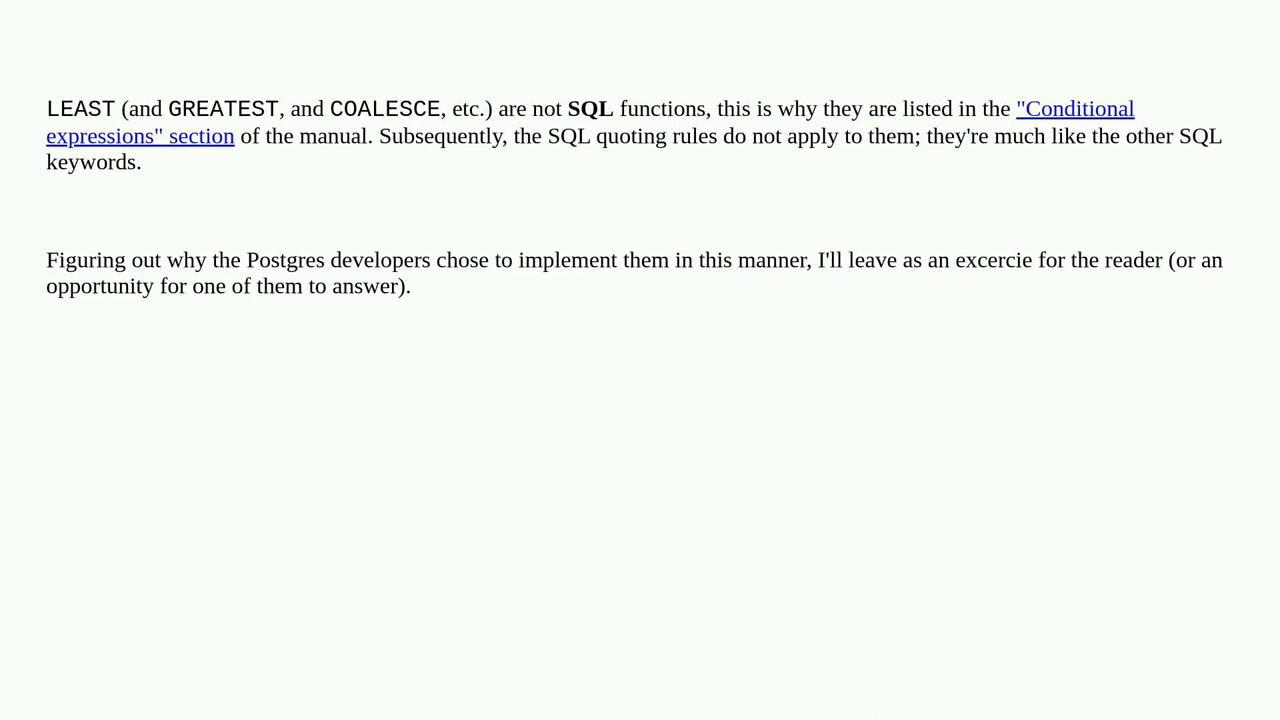 LEAST (and GREATEST, and COALESCE, etc.) are not SQL functions, this is why they are listed in the "Conditional
expressions" section of the manual. Subsequently, the SQL quoting rules do not apply to them; they're much like the other SQL
keywords.
Figuring out why the Postgres developers chose to implement them in this manner, I'll leave as an excercie for the reader (or an
opportunity for one of them to answer).